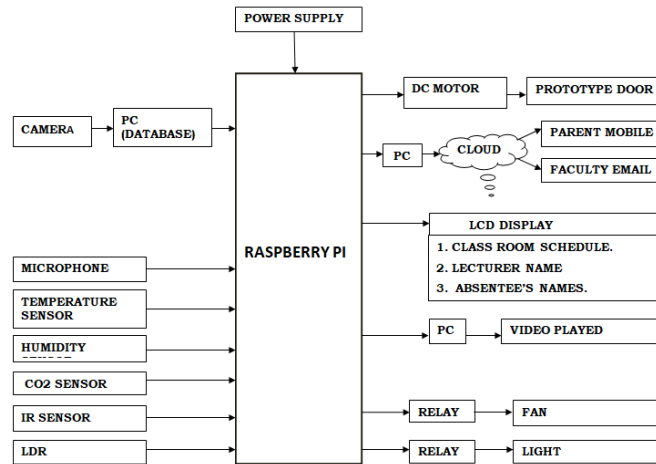 POWER SUPPLY
CAMERA
PC
(DATABASE)
DC MOTOR
PROTOTYPE DOOR
PC
CLOUD
PARENT MOBILE
FACULTY EMAIL
LCD DISPLAY
1. CLASS ROOM SCHEDULE.
2. LECTURER NAME
3. ABSENTEE'S NAMES.
RASPBERRY PI
MICROPHONE
TEMPERATURE
SENSOR
HUMIDITY
PC
VIDEO PLAYED
CO2 SENSOR
IR SENSOR
RELAY
FAN
LDR
RELAY
LIGHT